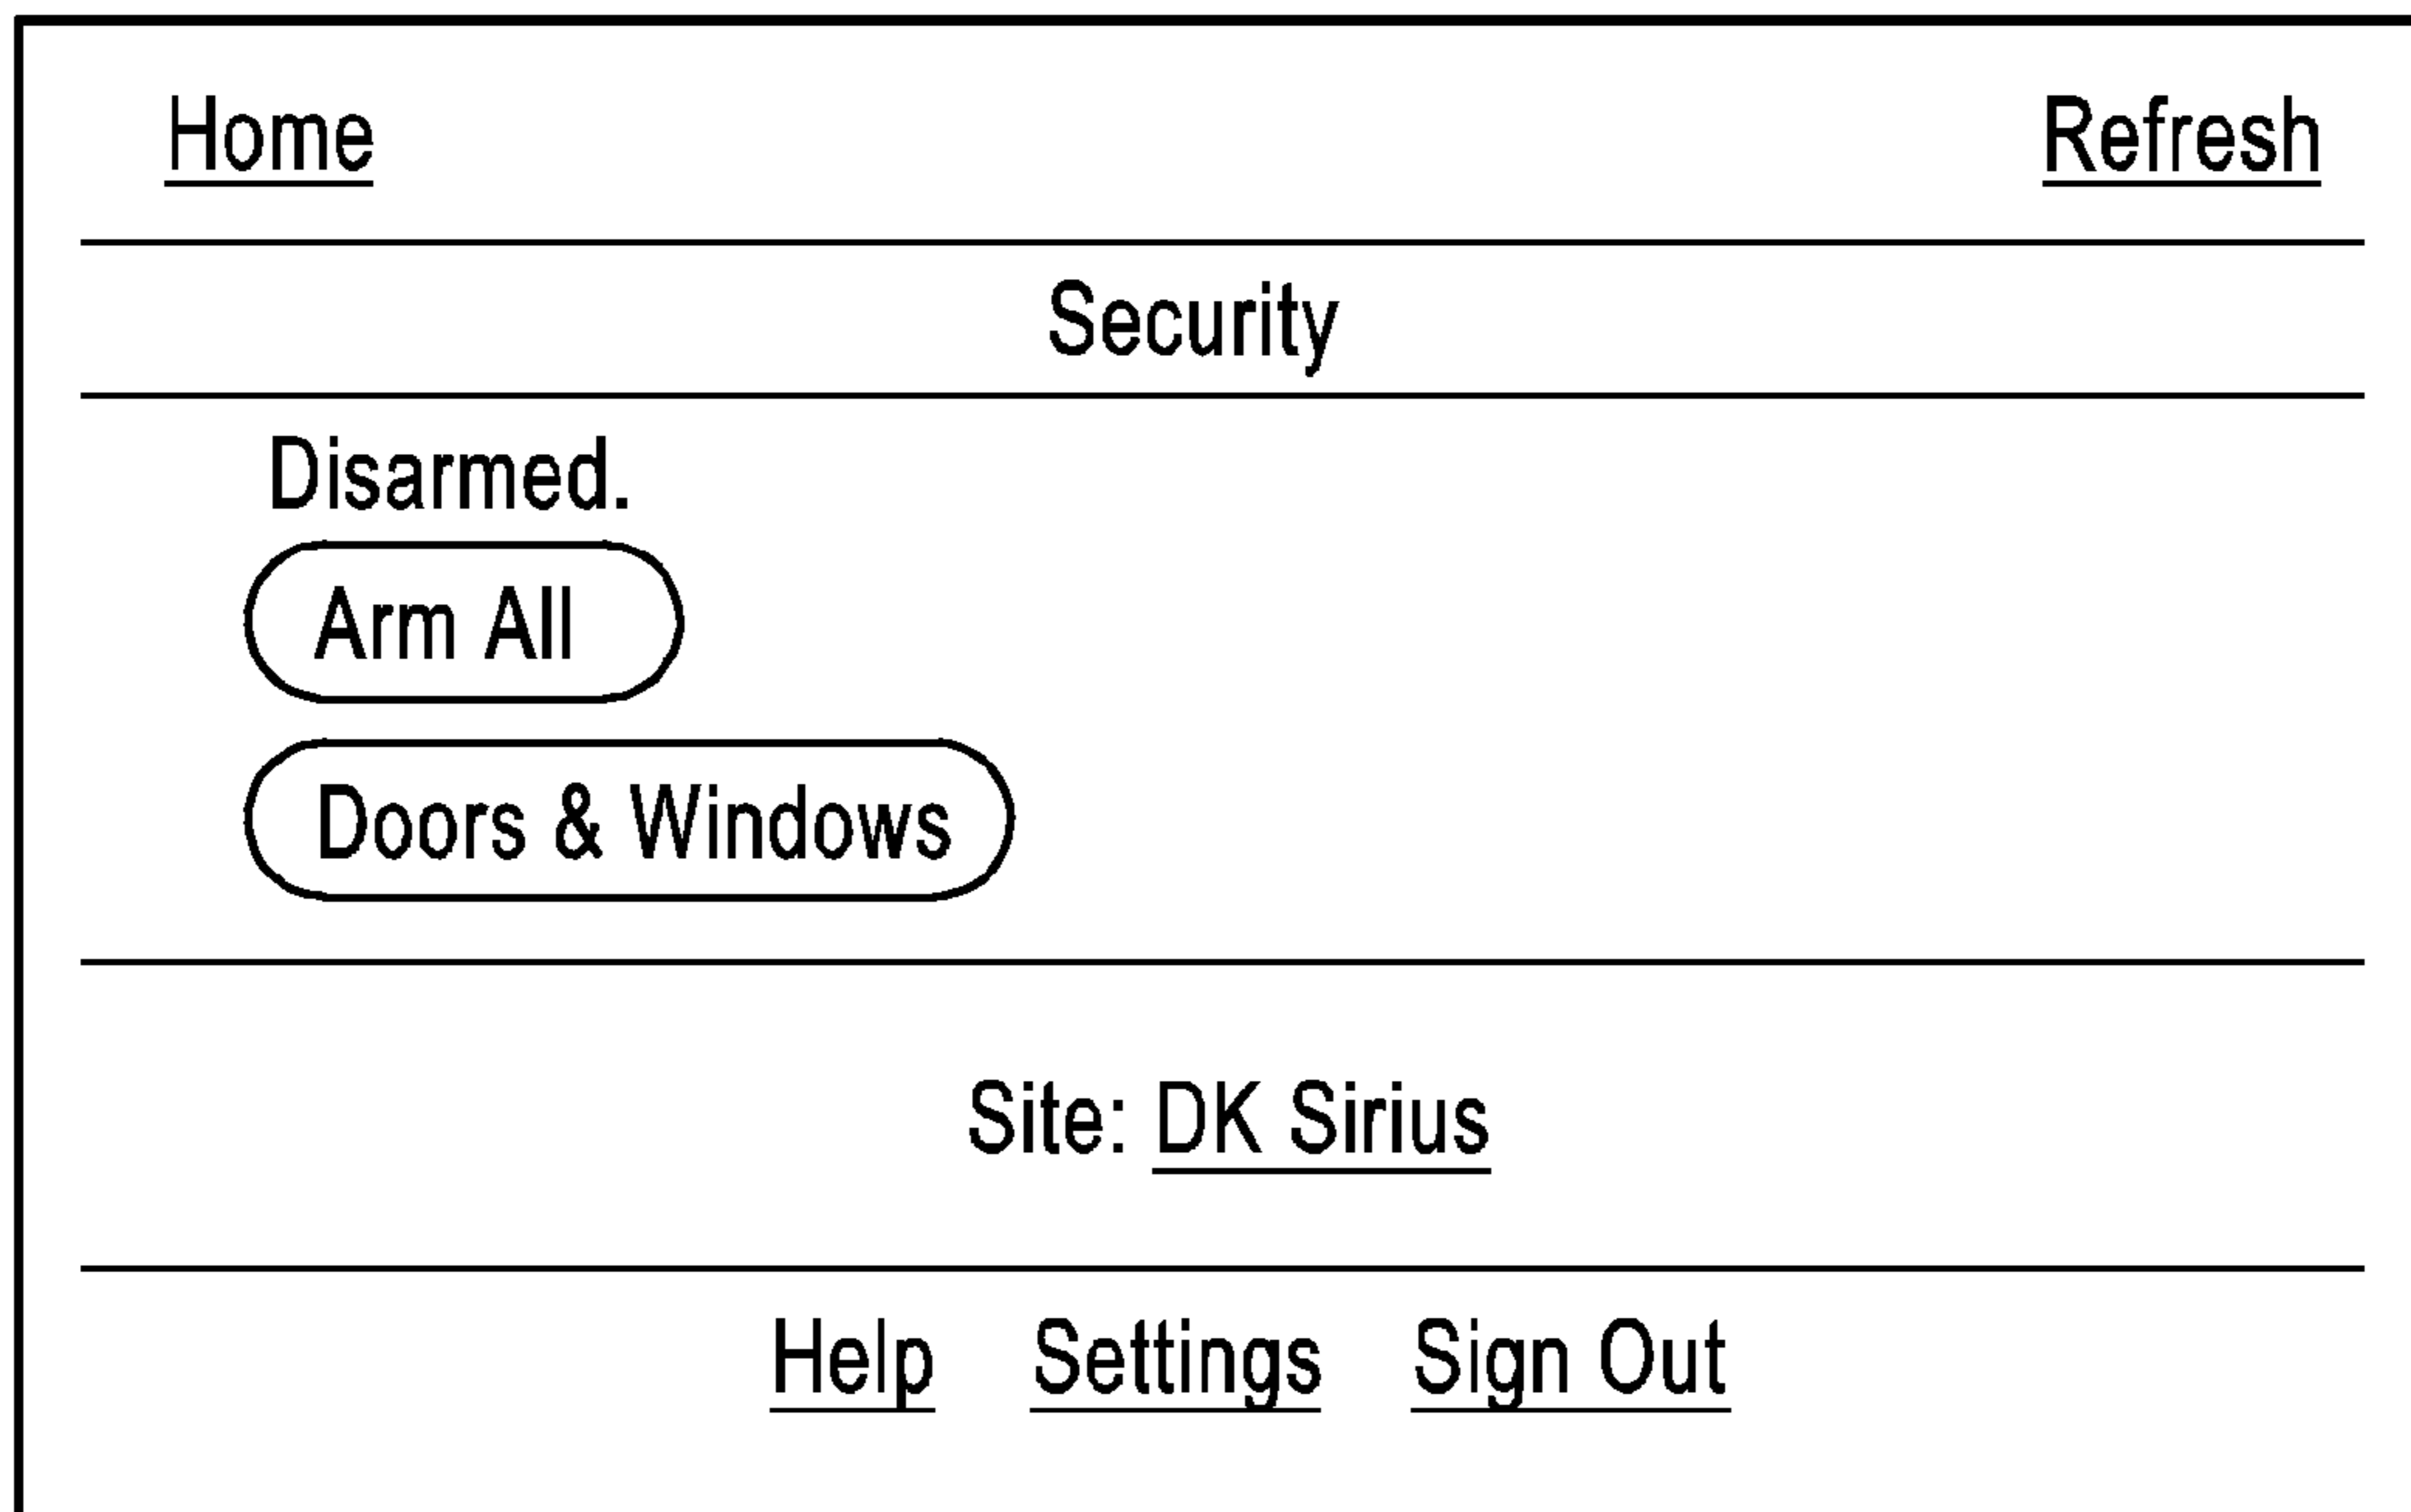 Home Refresh
Security
Disarmed.
Arm All
Doors & Windows
Site: DK Sirius
Help Settings Sign Out